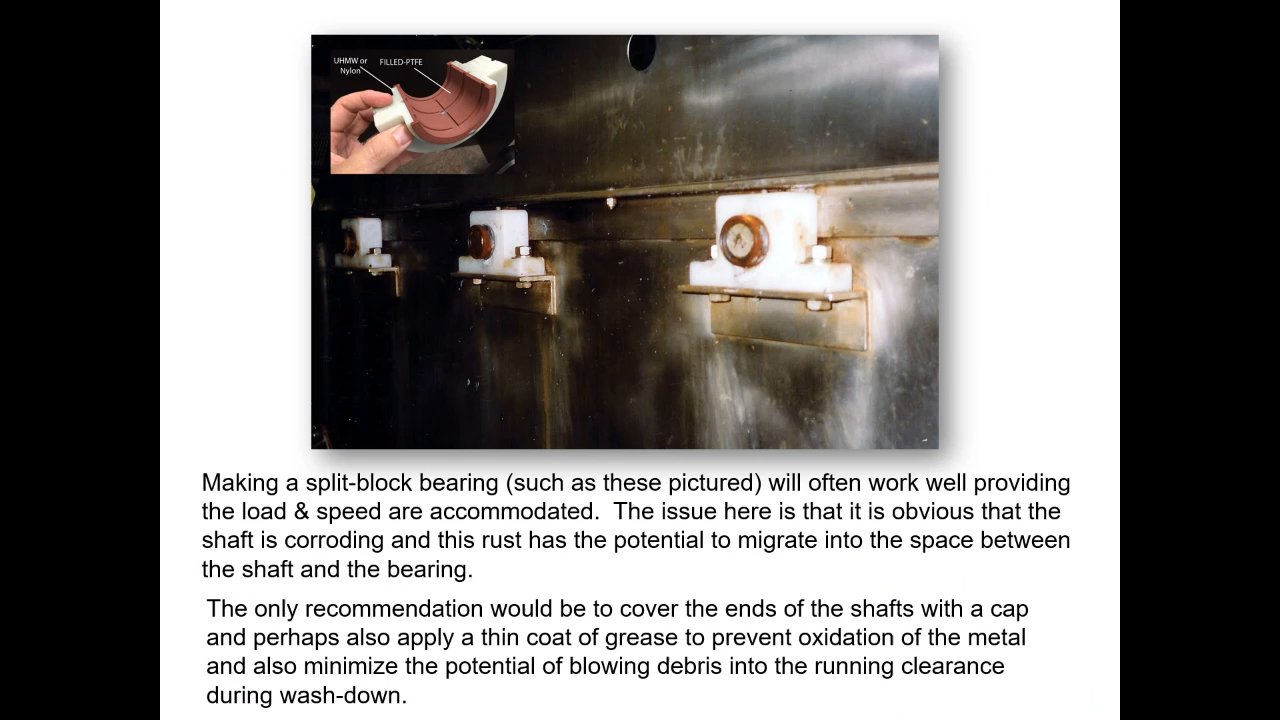 UHMW or
Nylon
FILLED-PTFE
Making a split-block bearing (such as these pictured) will often work well providing
the load & speed are accommodated.  The issue here is that it is obvious that the
shaft is corroding and this rust has the potential to migrate into the space between
the shaft and the bearing.
The only recommendation would be to cover the ends of the shafts with a cap
and perhaps also apply a thin coat of grease to prevent oxidation of the metal
and also minimize the potential of blowing debris into the running clearance
during wash-down.